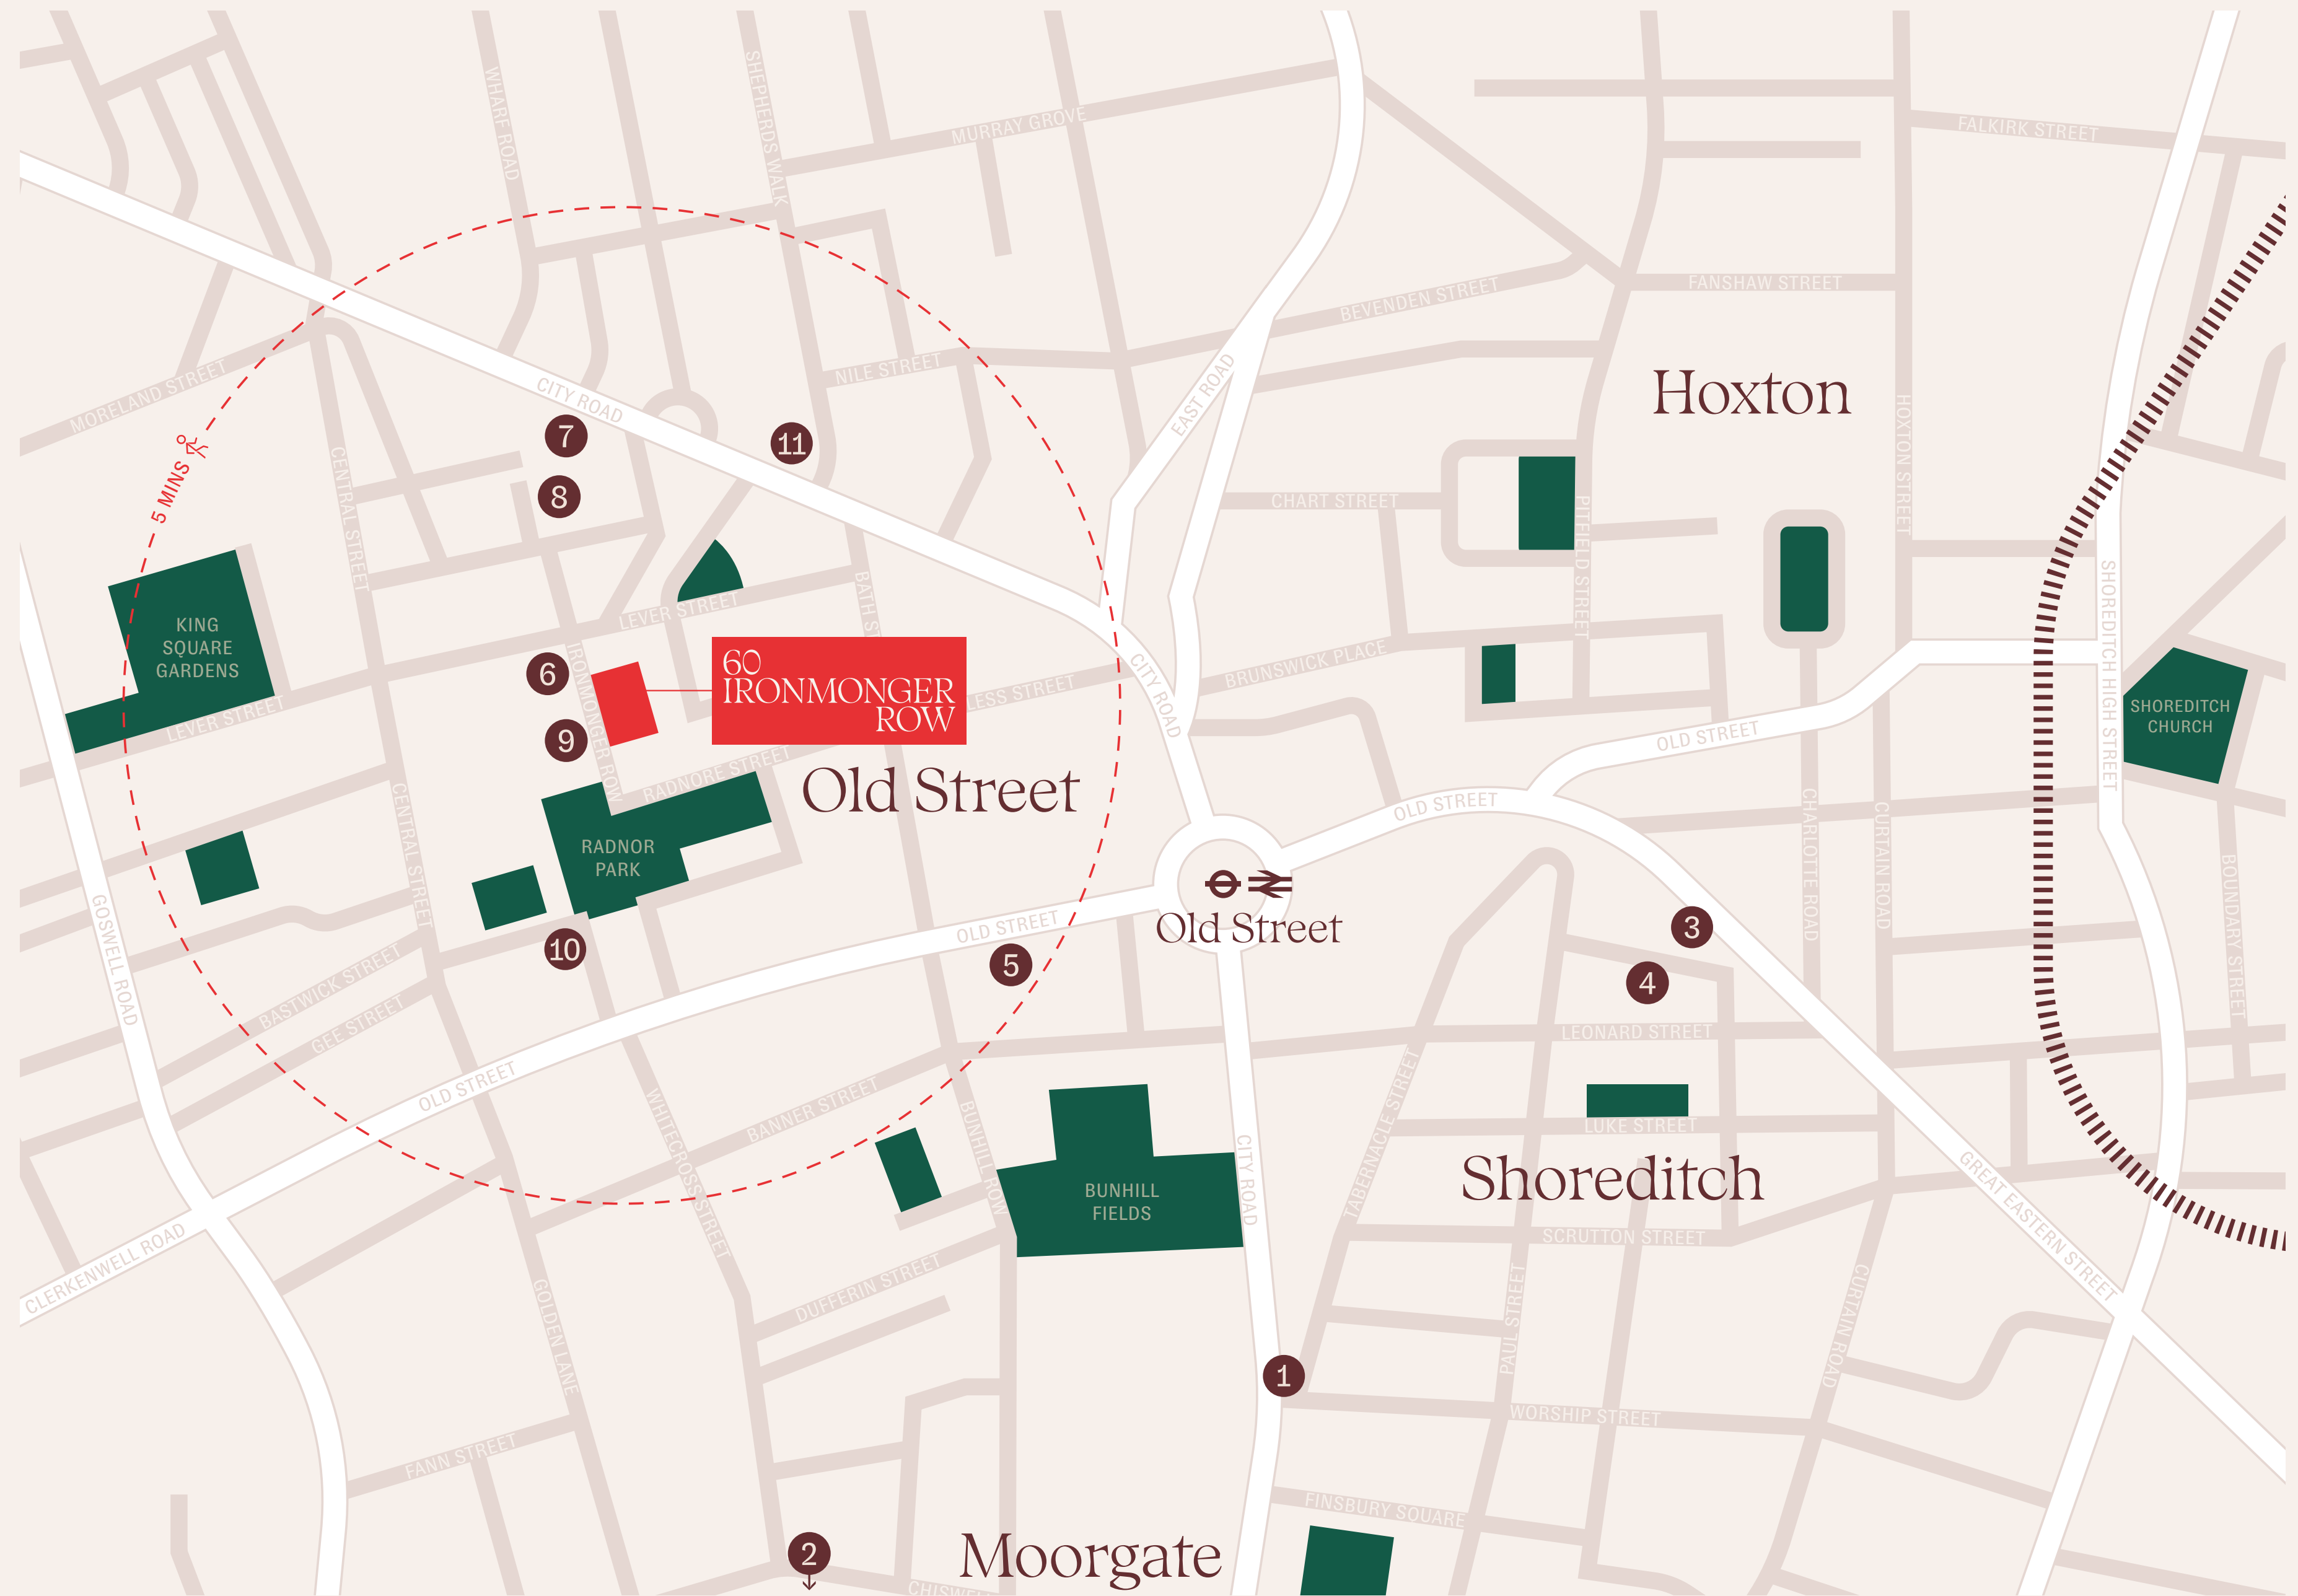 WHARF ROAD
SHEPHERDS WALK
MURRAY GROVE
FALKIRK STREET
FANSHAW STREET
BEVENDEN STREET
MORELAND STREET
CITY ROAD
NILE STREET
EAST ROAD
Hoxton
HOXTON STREET
7
11
8
5 MINS
CENTRAL STREET
CHART STREET
PITFIELD STREET
SHOREDITCH HIGH STREET
KING
SQUARE
GARDENS
LEVER STREET
BATH ST
6
IRONMONGER ROW
60
IRONMONGER
ROW
LESS STREET
CITY ROAD
BRUNSWICK PLACE
LEVER STREET
9
OLD STREET
SHOREDITCH
CHURCH
RADNORE STREET
Old Street
OLD STREET
CENTRAL STREET
RADNOR
PARK
CHARLOTTE ROAD
CURTAIN ROAD
BOUNDARY STREET
GOSWELL ROAD
10
OLD STREET
5
Old Street
3
4
BASTWICK STREET
GEE STREET
LEONARD STREET
OLD STREET
WHITECROSS STREET
BANNER STREET
BUNHILL ROW
BUNHILL
FIELDS
CITY ROAD
TABERNACLE STREET
LUKE STREET
Shoreditch
SCRUTTON STREET
GREAT EASTERN STREET
CLERKENWELL ROAD
GOLDEN LANE
DUFFERIN STREET
PAUL STREET
CURTAIN ROAD
1
WORSHIP STREET
FANN STREET
FINSBURY SQUARE
2
Moorgate
CHISWELL